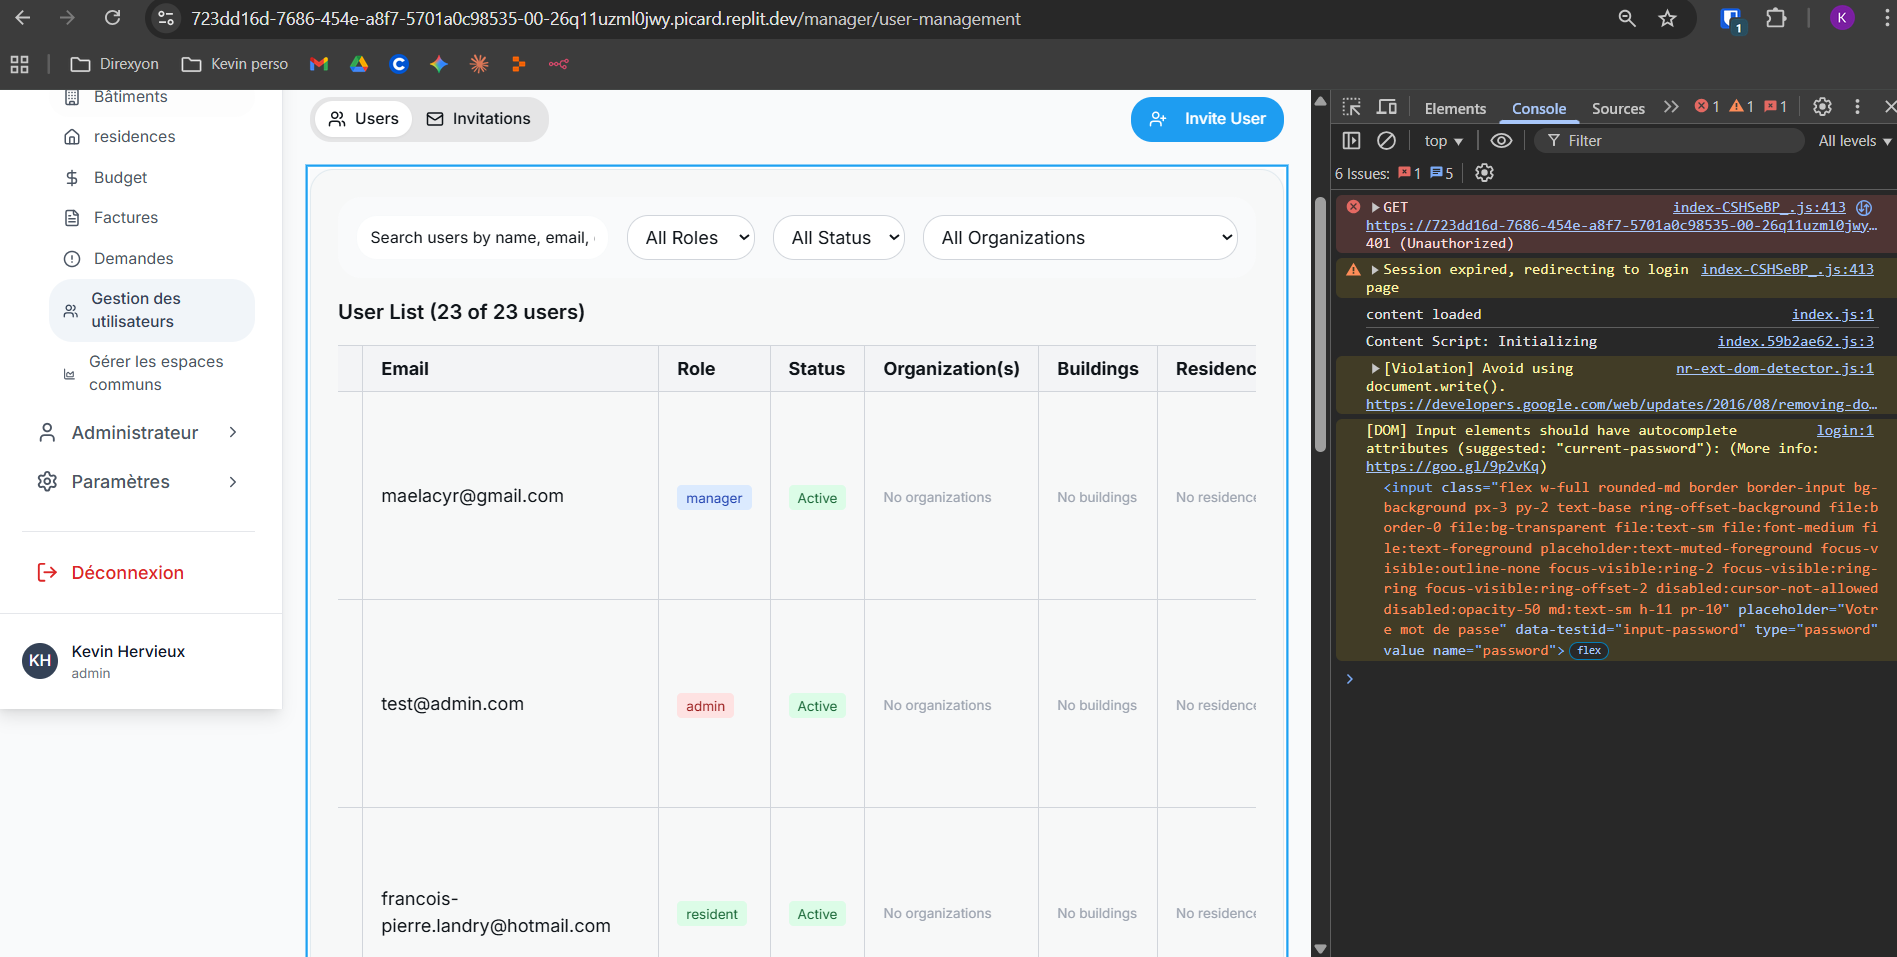 723dd16d-7686-454e-a8f7-5701a0c98535-00-26q11uzml0jwy.picard.replit.dev/manager/user-management
1
K
Direxyon
Kevin perso
Bâtiments
residences
Budget
Factures
Demandes
Gestion des
utilisateurs
Gérer les espaces
communs
Administrateur
Paramètres
Déconnexion
KH
Kevin Hervieux
admin
Users
Invitations
Invite User
Search users by name, email,
All Roles
All Status
All Organizations
User List (23 of 23 users)
Email Role Status Organization(s) Buildings Residenc
maelacyr@gmail.com manager Active No organizations No buildings No residence
test@admin.com admin Active No organizations No buildings No residence
francois-
pierre.landry@hotmail.com resident Active No organizations No buildings No residence
Elements Console Sources 1 1 1
top Filter All levels
6 Issues: 1 5
GET index-CSHSeBP_.js:413
https://723dd16d-7686-454e-a8f7-5701a0c98535-00-26q11uzml0jwy…
401 (Unauthorized)
Session expired, redirecting to login index-CSHSeBP_.js:413
page
content loaded index.js:1
Content Script: Initializing index.59b2ae62.js:3
[Violation] Avoid using nr-ext-dom-detector.js:1
document.write().
https://developers.google.com/web/updates/2016/08/removing-do…
[DOM] Input elements should have autocomplete login:1
attributes (suggested: "current-password"): (More info:
https://goo.gl/9p2vKq)
<input class="flex w-full rounded-md border border-input bg-
background px-3 py-2 text-base ring-offset-background file:b
order-0 file:bg-transparent file:text-sm file:font-medium fi
le:text-foreground placeholder:text-muted-foreground focus-v
isible:outline-none focus-visible:ring-2 focus-visible:ring-
ring focus-visible:ring-offset-2 disabled:cursor-not-allowed
disabled:opacity-50 md:text-sm h-11 pr-10" placeholder="Votr
e mot de passe" data-testid="input-password" type="password"
value name="password"> flex